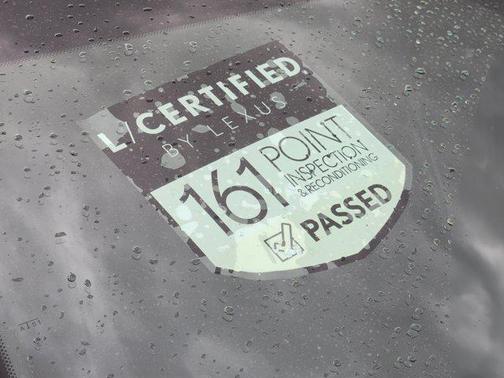 L/CERTIFIED
BY LEXUS
161 POINT
INSPECTION
& RECONDITIONING
PASSED